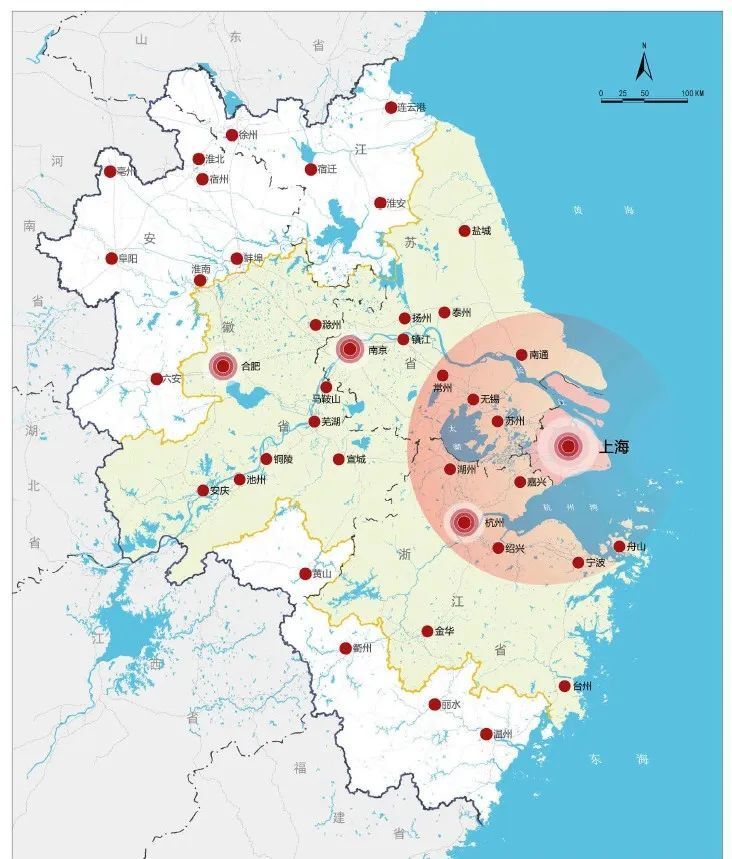 山
东
省
N
0 25 50 100 KM
连云港
徐州
江
河
淮北
宿迁
亳州
宿州
淮安
黄 海
南
安
苏
盐城
阜阳
蚌埠
淮南
省
徽
滁州
扬州
泰州
镇江
南京
南通
省
合肥
长
六安
常州
马鞍山
无锡
江
芜湖
苏州
省
太
湖
上海
湖
铜陵
宣城
湖州
池州
嘉兴
安庆
北
杭州湾
杭州
省
绍兴
舟山
浙
宁波
黄山
江
江
金华
衢州
省
西
台州
丽水
省
温州
东 海
福
建
省